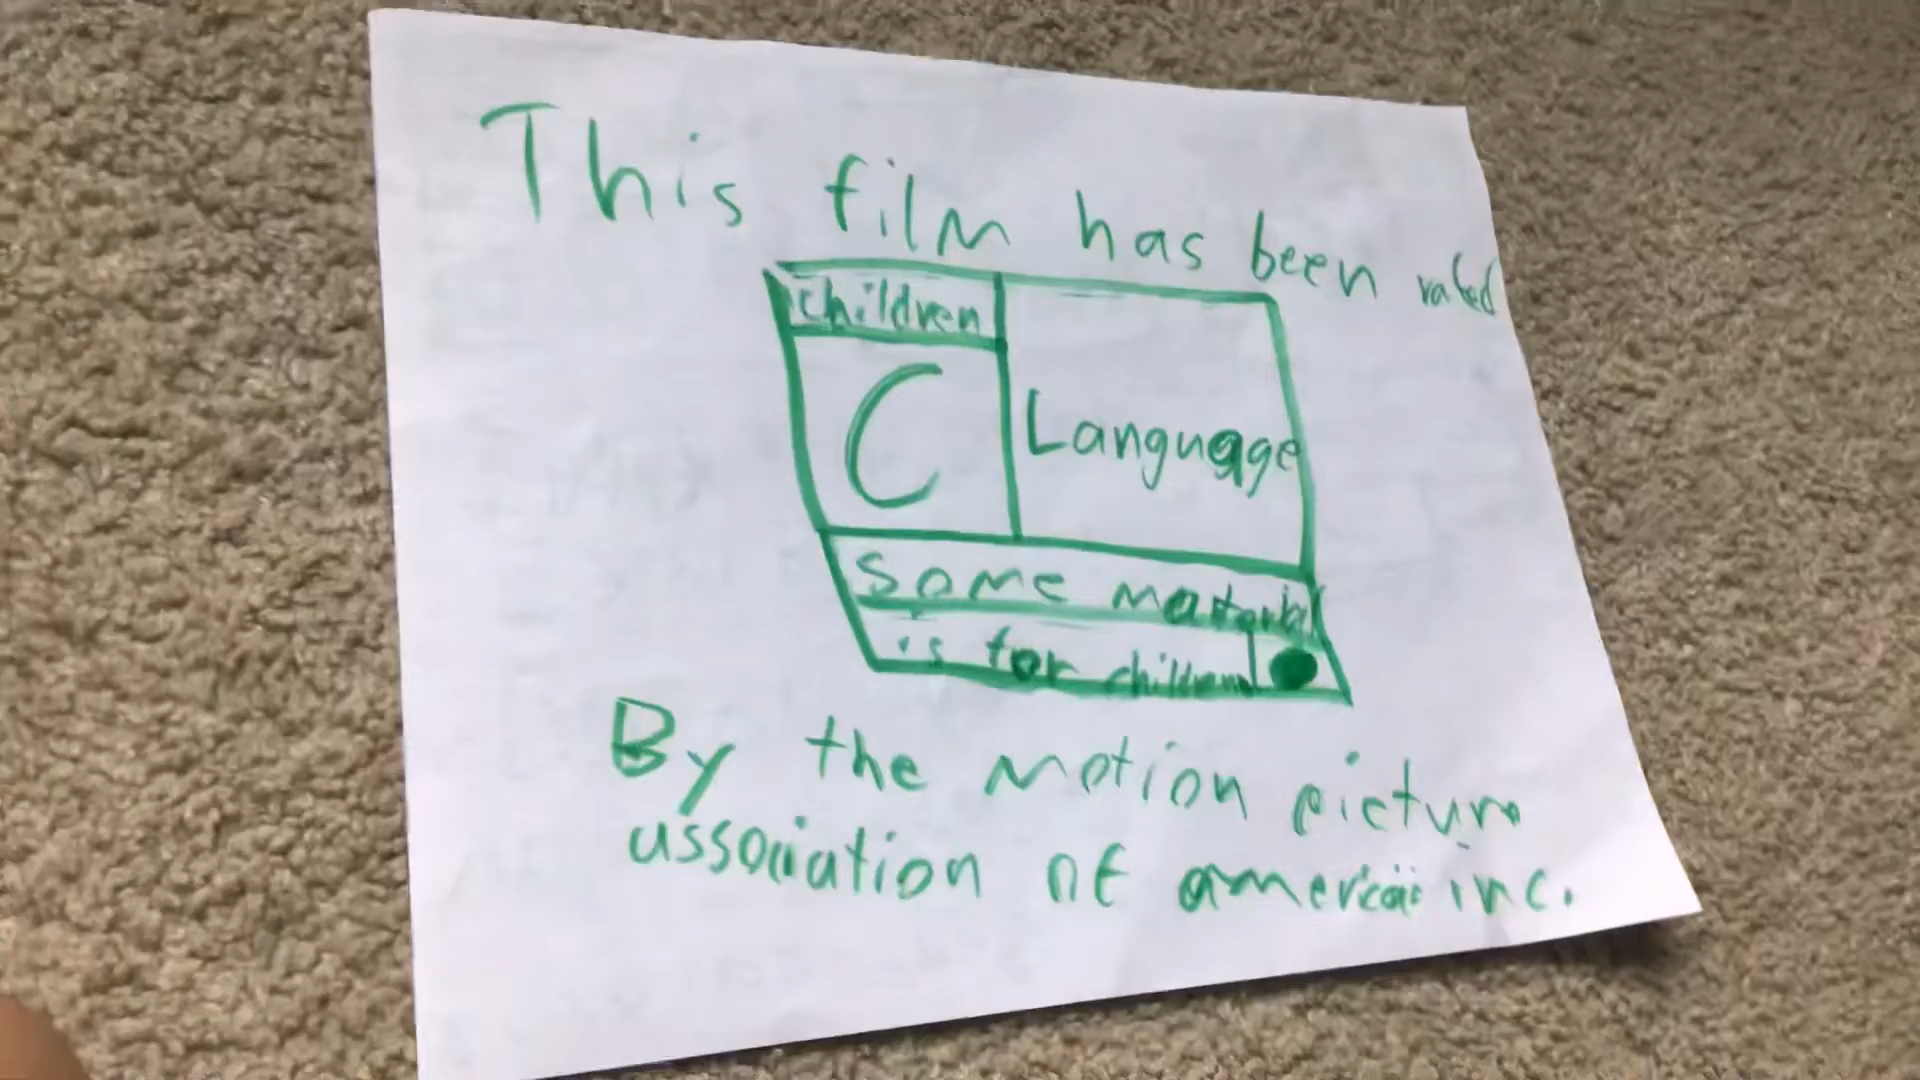 This film has been rated
children
C
Language
Some material
is for children
By the motion picture
association of america inc.